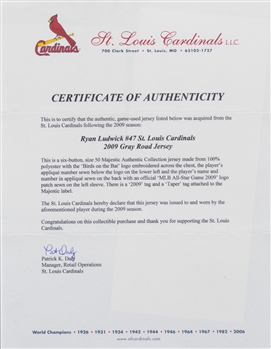 Cardinals
St. Louis Cardinals L.L.C.
700 Clark Street • St. Louis, MO • 63102-1727
CERTIFICATE OF AUTHENTICITY
This is to certify that the authentic, game-used jersey listed below was acquired from the
St. Louis Cardinals following the 2009 season:
Ryan Ludwick #47 St. Louis Cardinals
2009 Gray Road Jersey
This is a six-button, size 50 Majestic Authentic Collection jersey made from 100%
polyester with the 'Birds on the Bat' logo embroidered across the chest, the player's
applique number sewn below the logo on the lower left and the player's name and
number in applique sewn on the back with an official 'MLB All-Star Game 2009' logo
patch sewn on the left sleeve. There is a '2009' tag and a 'Taper' tag attached to the
Majestic label.
The St. Louis Cardinals hereby declare that this jersey was issued to and worn by the
aforementioned player during the 2009 season.
Congratulations on this collectible purchase and thank you for supporting the St. Louis
Cardinals.
Patrick K. Daly
Manager, Retail Operations
St. Louis Cardinals
World Champions • 1926 • 1931 • 1934 • 1942 • 1944 • 1946 • 1964 • 1967 • 1982 • 2006
www.stlcardinals.com